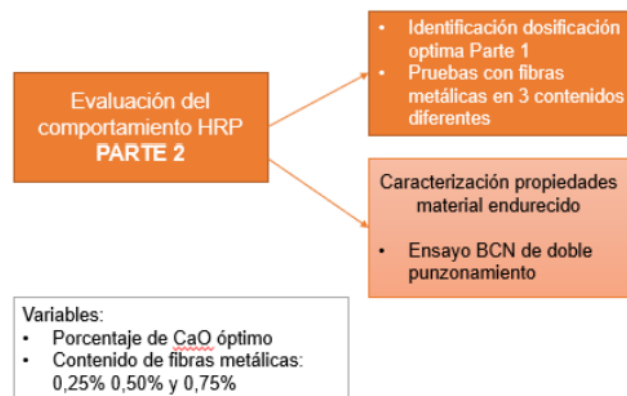 Evaluación del
comportamiento HRP
PARTE 2
• Identificación dosificación
optima Parte 1
• Pruebas con fibras
metálicas en 3 contenidos
diferentes
Caracterización propiedades
material endurecido
• Ensayo BCN de doble
punzonamiento
Variables:
• Porcentaje de CaO óptimo
• Contenido de fibras metálicas:
0,25% 0,50% y 0,75%